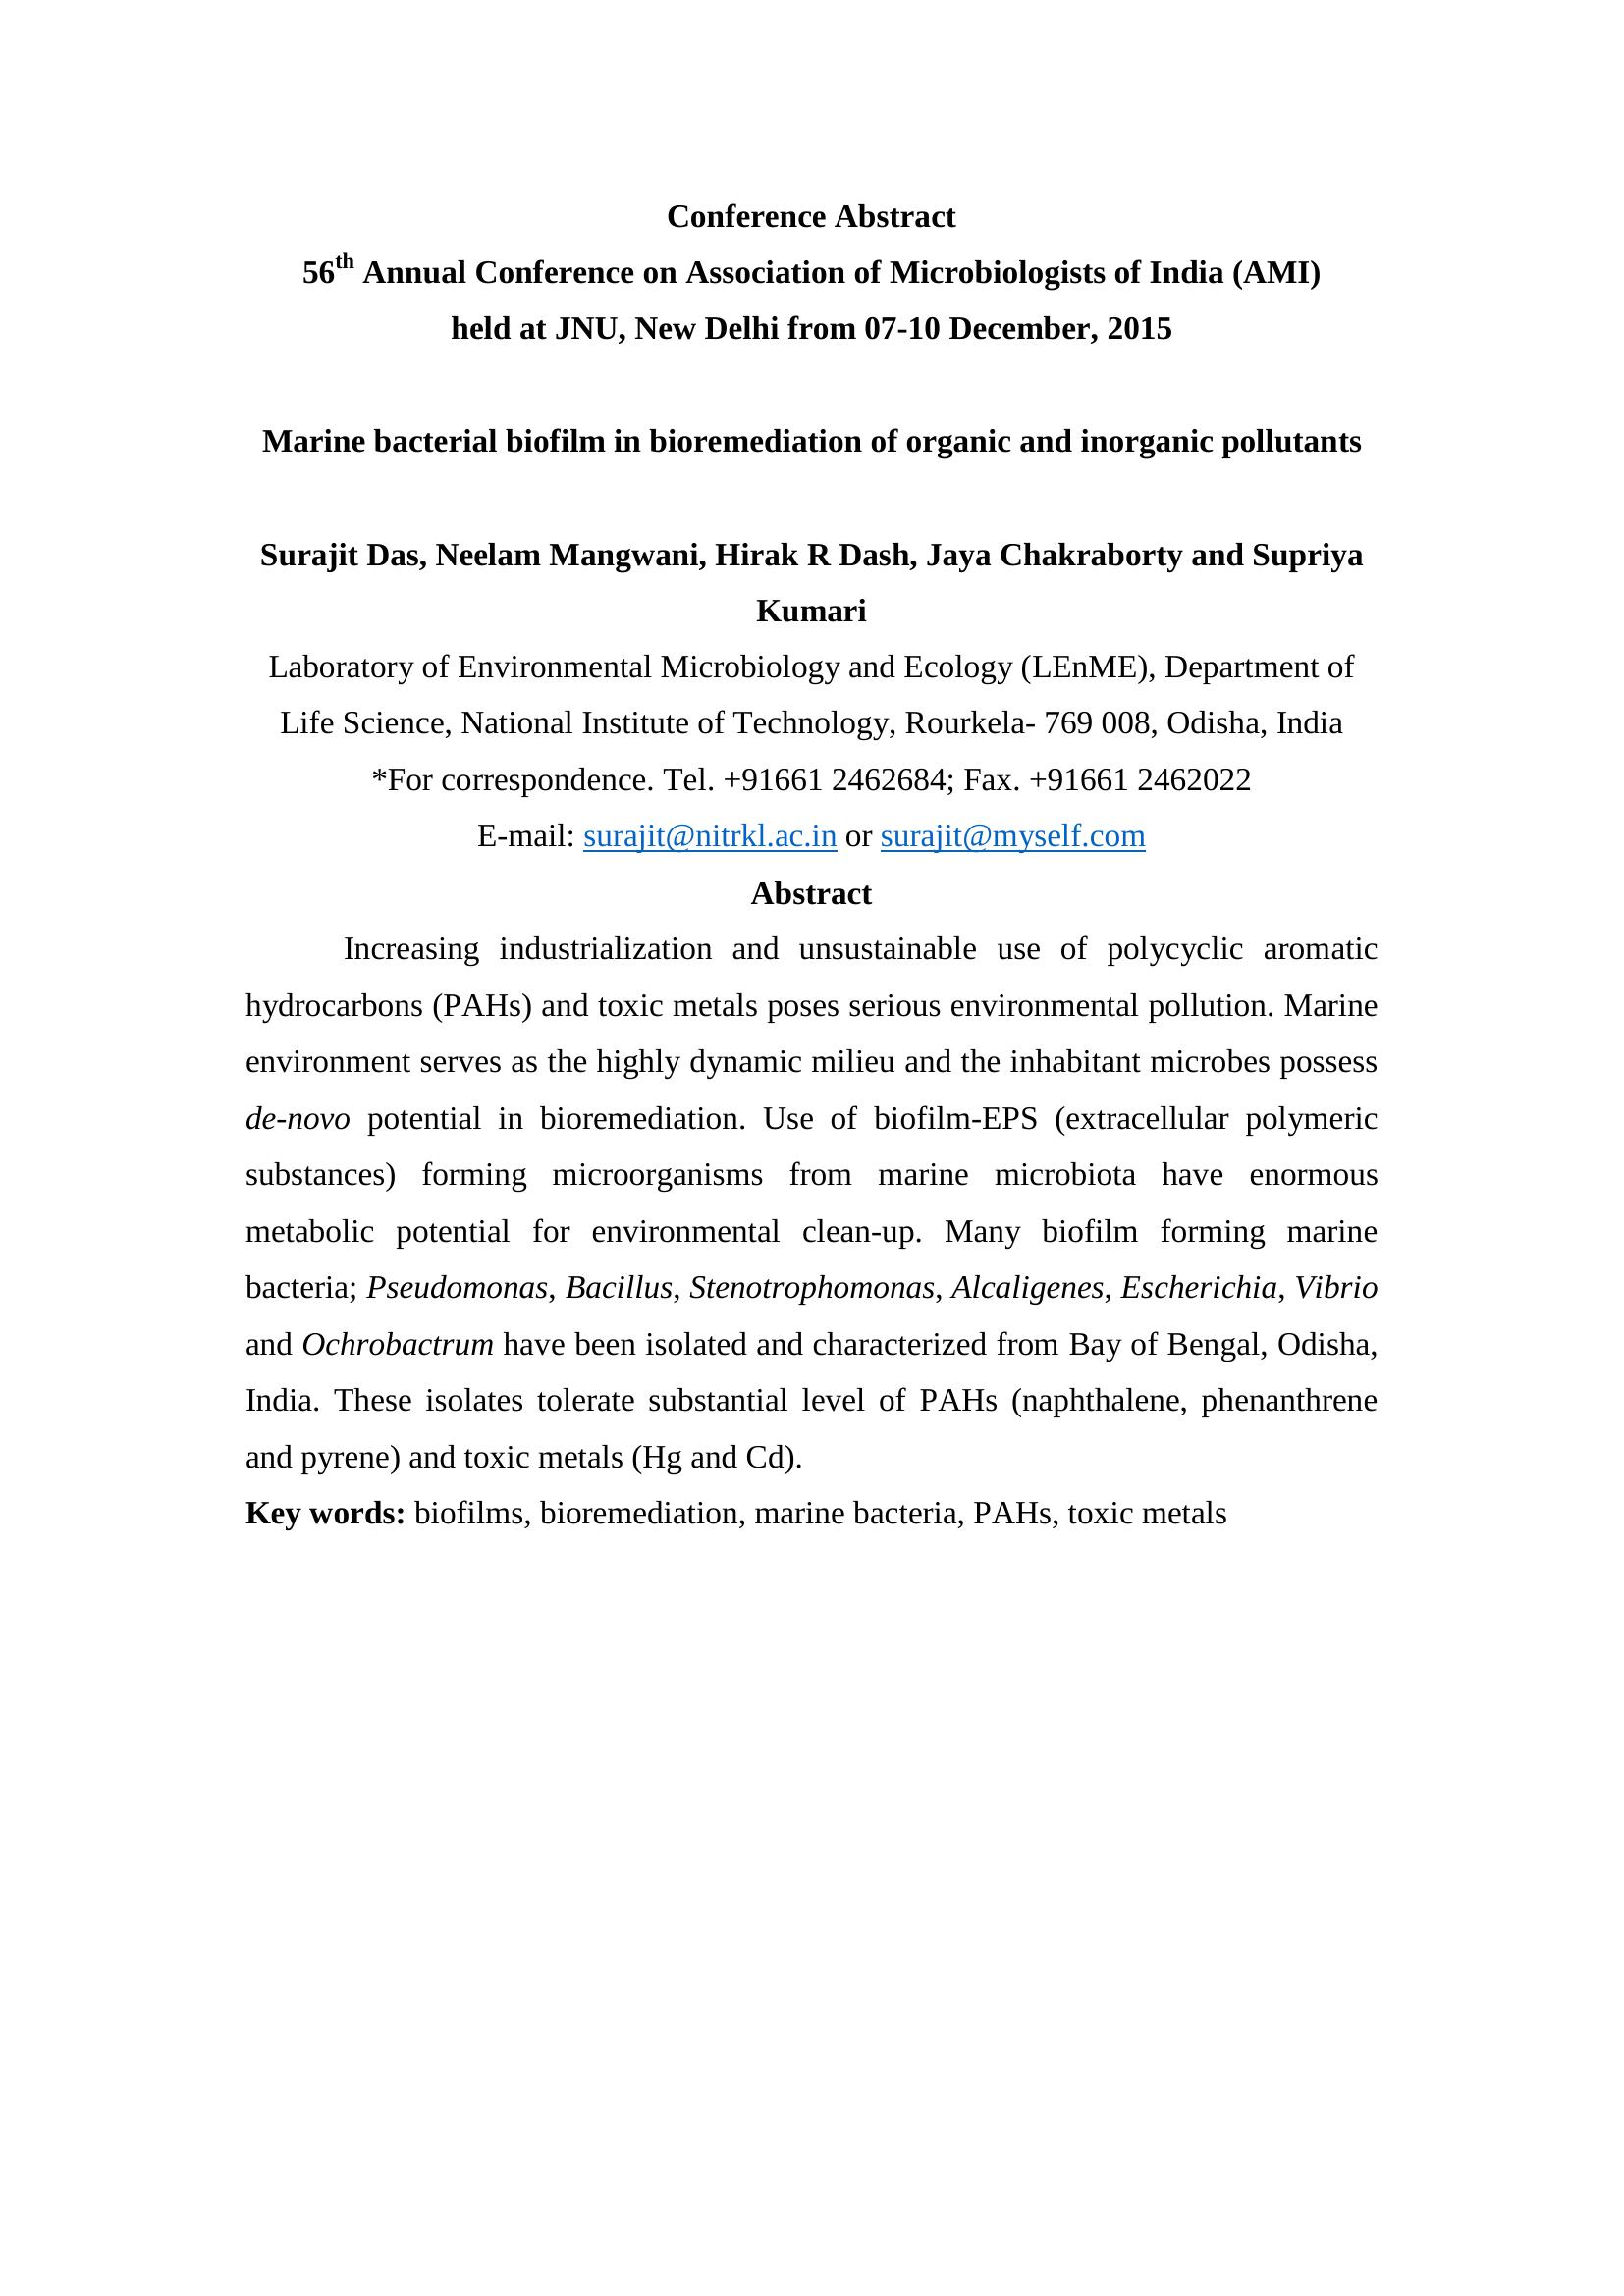 Conference Abstract
56th Annual Conference on Association of Microbiologists of India (AMI)
held at JNU, New Delhi from 07-10 December, 2015
Marine bacterial biofilm in bioremediation of organic and inorganic pollutants
Surajit Das, Neelam Mangwani, Hirak R Dash, Jaya Chakraborty and Supriya
Kumari
Laboratory of Environmental Microbiology and Ecology (LEnME), Department of
Life Science, National Institute of Technology, Rourkela- 769 008, Odisha, India
*For correspondence. Tel. +91661 2462684; Fax. +91661 2462022
E-mail: surajit@nitrkl.ac.in or surajit@myself.com
Abstract
Increasing industrialization and unsustainable use of polycyclic aromatic
hydrocarbons (PAHs) and toxic metals poses serious environmental pollution. Marine
environment serves as the highly dynamic milieu and the inhabitant microbes possess
de-novo potential in bioremediation. Use of biofilm-EPS (extracellular polymeric
substances) forming microorganisms from marine microbiota have enormous
metabolic potential for environmental clean-up. Many biofilm forming marine
bacteria; Pseudomonas, Bacillus, Stenotrophomonas, Alcaligenes, Escherichia, Vibrio
and Ochrobactrum have been isolated and characterized from Bay of Bengal, Odisha,
India. These isolates tolerate substantial level of PAHs (naphthalene, phenanthrene
and pyrene) and toxic metals (Hg and Cd).
Key words: biofilms, bioremediation, marine bacteria, PAHs, toxic metals